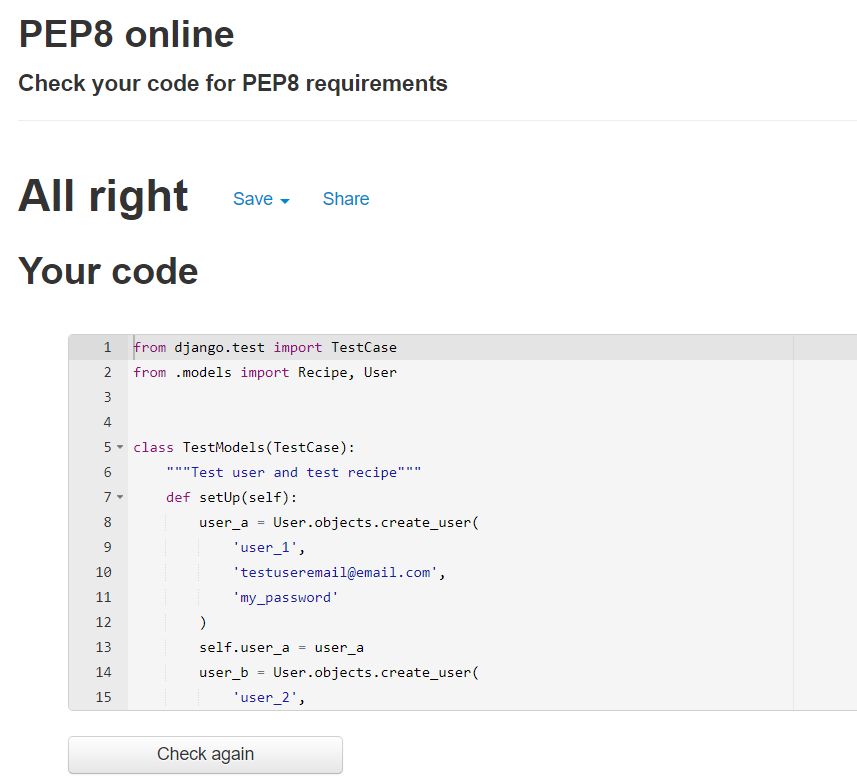 PEP8 online
Check your code for PEP8 requirements
All right Save Share
Your code
1 from django.test import TestCase
2 from .models import Recipe, User
3
4
5 class TestModels(TestCase):
6     """Test user and test recipe"""
7     def setUp(self):
8         user_a = User.objects.create_user(
9             'user_1',
10             'testuseremail@email.com',
11             'my_password'
12         )
13         self.user_a = user_a
14         user_b = User.objects.create_user(
15             'user_2',
Check again